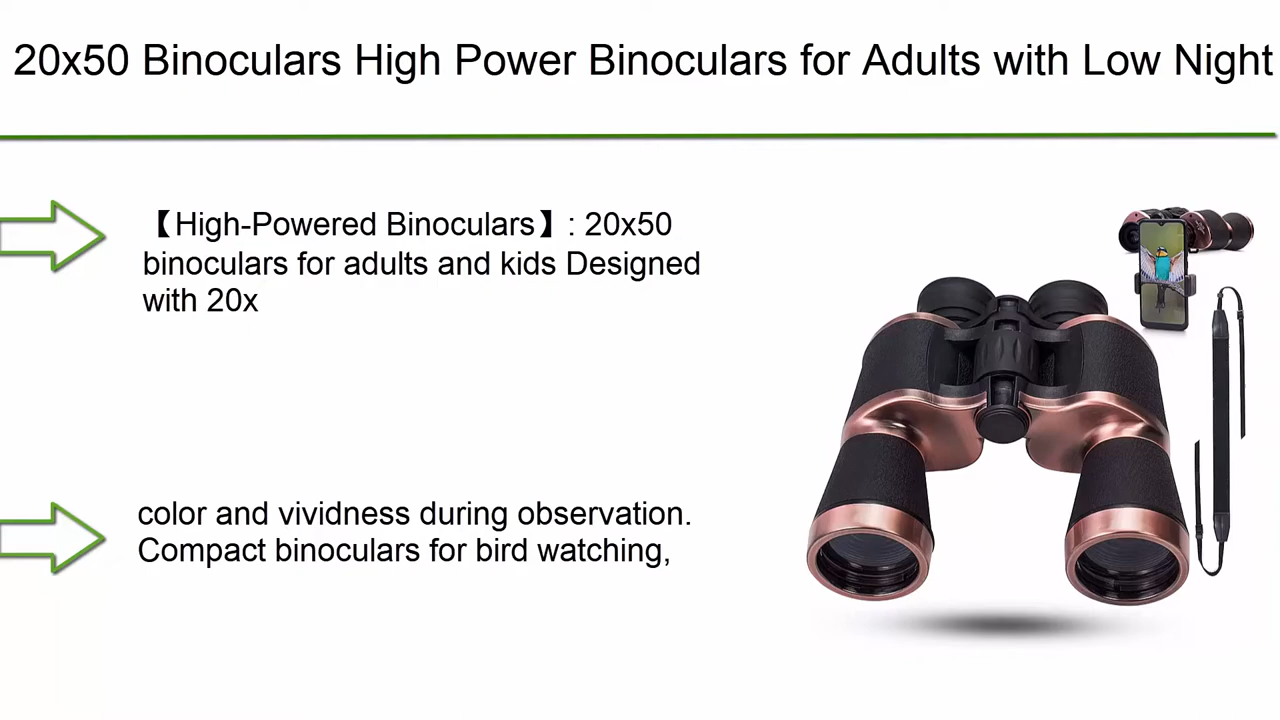 20x50 Binoculars High Power Binoculars for Adults with Low Night
【High-Powered Binoculars】: 20x50
binoculars for adults and kids Designed
with 20x
color and vividness during observation.
Compact binoculars for bird watching,